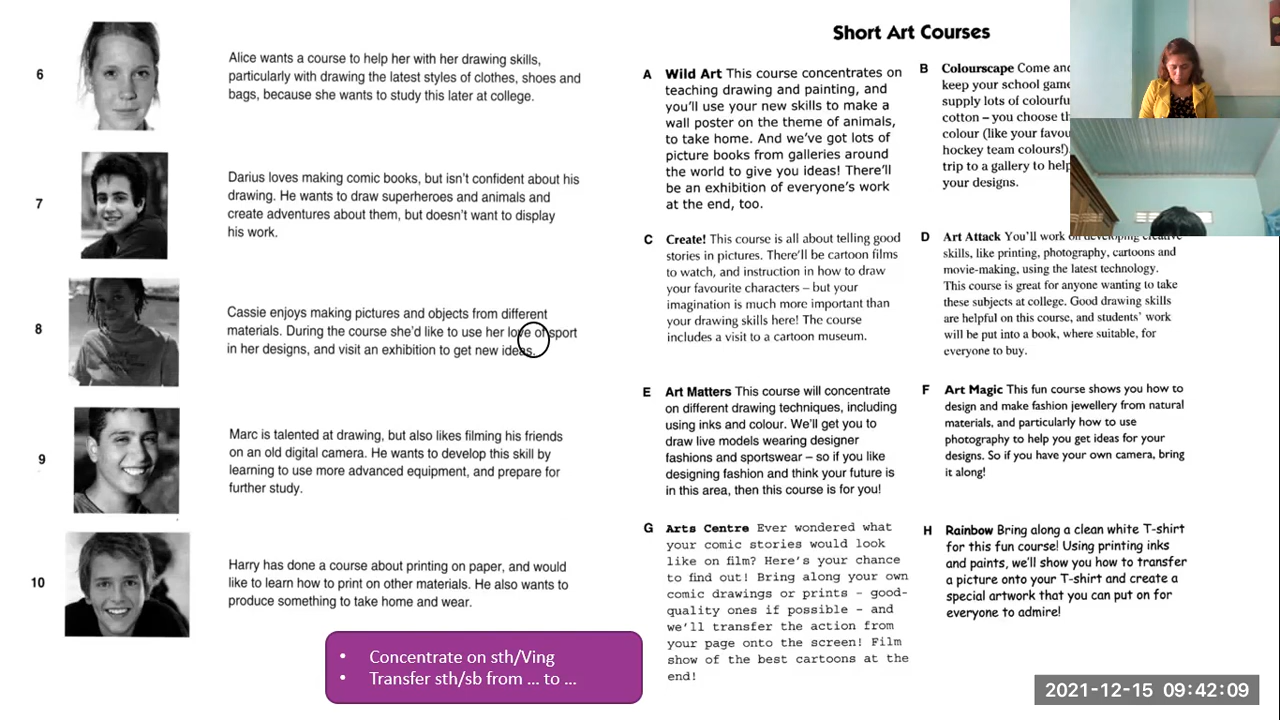 Short Art Courses
6
Alice wants a course to help her with her drawing skills,
particularly with drawing the latest styles of clothes, shoes and
bags, because she wants to study this later at college.
7
Darius loves making comic books, but isn't confident about his
drawing. He wants to draw superheroes and animals and
create adventures about them, but doesn't want to display
his work.
8
Cassie enjoys making pictures and objects from different
materials. During the course she'd like to use her love of sport
in her designs, and visit an exhibition to get new ideas.
9
Marc is talented at drawing, but also likes filming his friends
on an old digital camera. He wants to develop this skill by
learning to use more advanced equipment, and prepare for
further study.
10
Harry has done a course about printing on paper, and would
like to learn how to print on other materials. He also wants to
produce something to take home and wear.
• Concentrate on sth/Ving
• Transfer sth/sb from ... to ...
A Wild Art This course concentrates on
teaching drawing and painting, and
you'll use your new skills to make a
wall poster on the theme of animals,
to take home. And we've got lots of
picture books from galleries around
the world to give you ideas! There'll
be an exhibition of everyone's work
at the end, too.
B Colourscape Come and
keep your school game
supply lots of colourfu
cotton – you choose th
colour (like your favou
hockey team colours!)
trip to a gallery to help
your designs.
C Create! This course is all about telling good
stories in pictures. There'll be cartoon films
to watch, and instruction in how to draw
your favourite characters – but your
imagination is much more important than
your drawing skills here! The course
includes a visit to a cartoon museum.
D Art Attack You'll work on developing creative
skills, like printing, photography, cartoons and
movie-making, using the latest technology.
This course is great for anyone wanting to take
these subjects at college. Good drawing skills
are helpful on this course, and students' work
will be put into a book, where suitable, for
everyone to buy.
E Art Matters This course will concentrate
on different drawing techniques, including
using inks and colour. We'll get you to
draw live models wearing designer
fashions and sportswear – so if you like
designing fashion and think your future is
in this area, then this course is for you!
F Art Magic This fun course shows you how to
design and make fashion jewellery from natural
materials, and particularly how to use
photography to help you get ideas for your
designs. So if you have your own camera, bring
it along!
G Arts Centre Ever wondered what
your comic stories would look
like on film? Here's your chance
to find out! Bring along your own
comic drawings or prints – good-
quality ones if possible – and
we'll transfer the action from
your page onto the screen! Film
show of the best cartoons at the
end!
H Rainbow Bring along a clean white T-shirt
for this fun course! Using printing inks
and paints, we'll show you how to transfer
a picture onto your T-shirt and create a
special artwork that you can put on for
everyone to admire!
2021-12-15 09:42:09